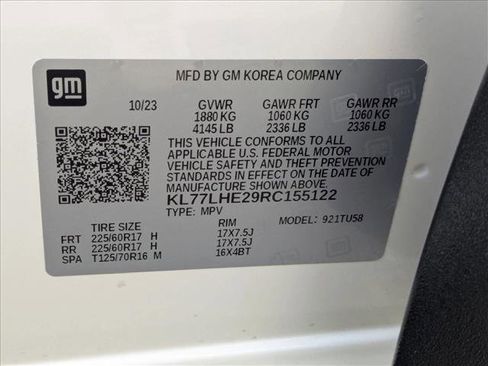 gm
MFD BY GM KOREA COMPANY
10/23 GVWR GAWR FRT GAWR RR
1880 KG 1060 KG 1060 KG
4145 LB 2336 LB 2336 LB
THIS VEHICLE CONFORMS TO ALL
APPLICABLE U.S. FEDERAL MOTOR
VEHICLE SAFETY AND THEFT PREVENTION
STANDARDS IN EFFECT ON THE DATE OF
MANUFACTURE SHOWN ABOVE.
KL77LHE29RC155122
TYPE: MPV MODEL: 921TU58
TIRE SIZE RIM
FRT 225/60R17 H 17X7.5J
RR 225/60R17 H 17X7.5J
SPA T125/70R16 M 16X4BT